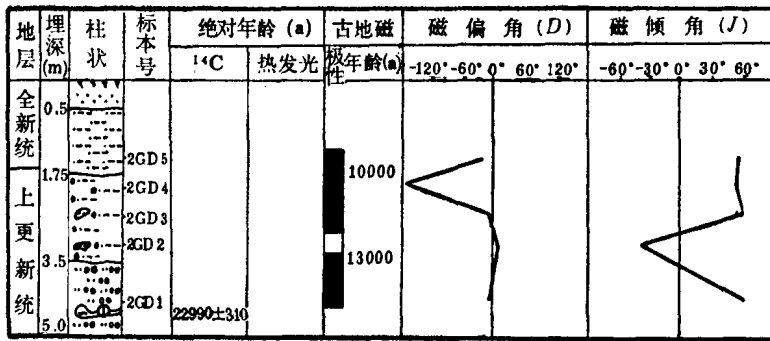 地层 埋深(m) 柱状 标本号 绝对年龄 (a) 古地磁 磁 偏 角 (D) 磁 倾 角 (J)
¹⁴C 热发光 极性 年龄(a) -120° -60° 0° 60° 120° -60° -30° 0° 30° 60°
全新统
0.5
2GD5
10000
1.75
2GD4
上更新统
2GD3
2GD2
13000
3.5
2GD1
22990±310
5.0